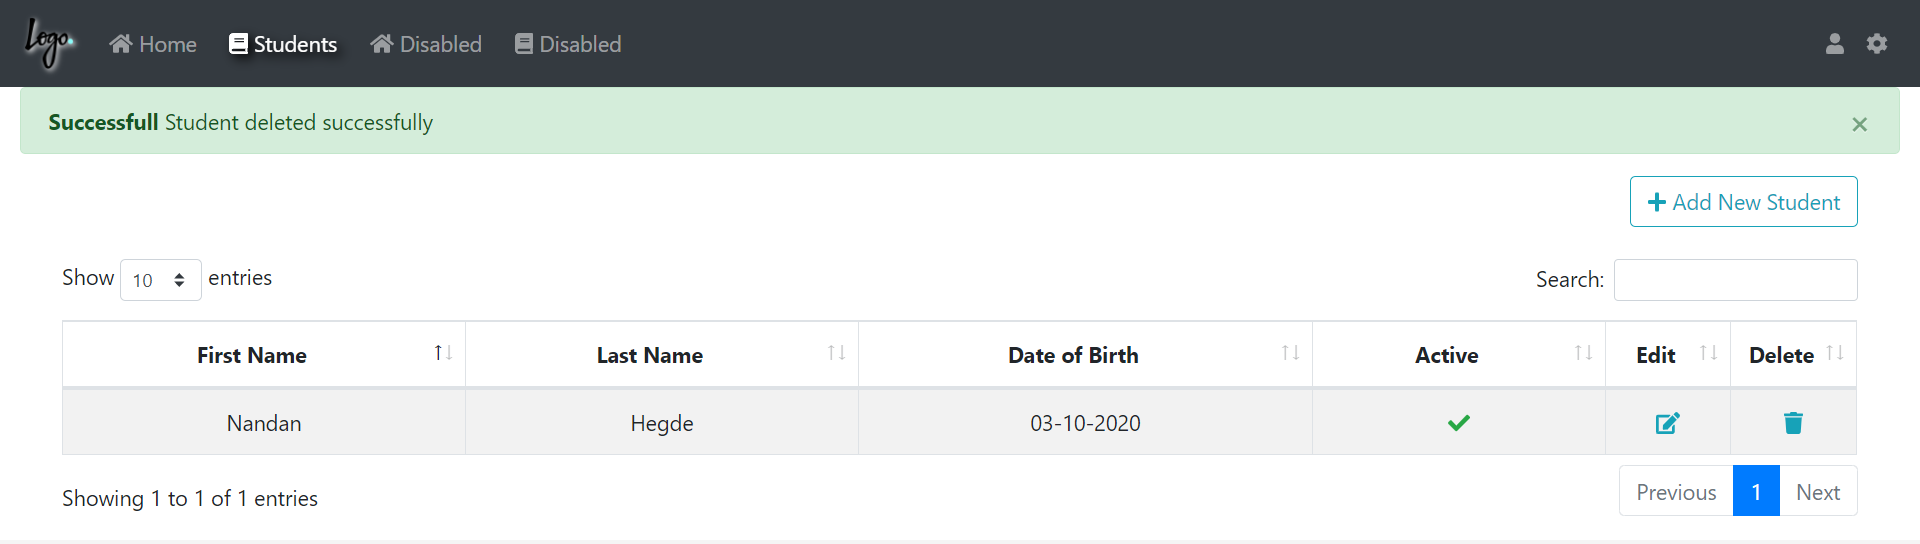 Logo. Home Students Disabled Disabled
Successfull Student deleted successfully ×
Add New Student
Show 10 entries Search:
First Name Last Name Date of Birth Active Edit Delete
Nandan Hegde 03-10-2020
Showing 1 to 1 of 1 entries Previous 1 Next